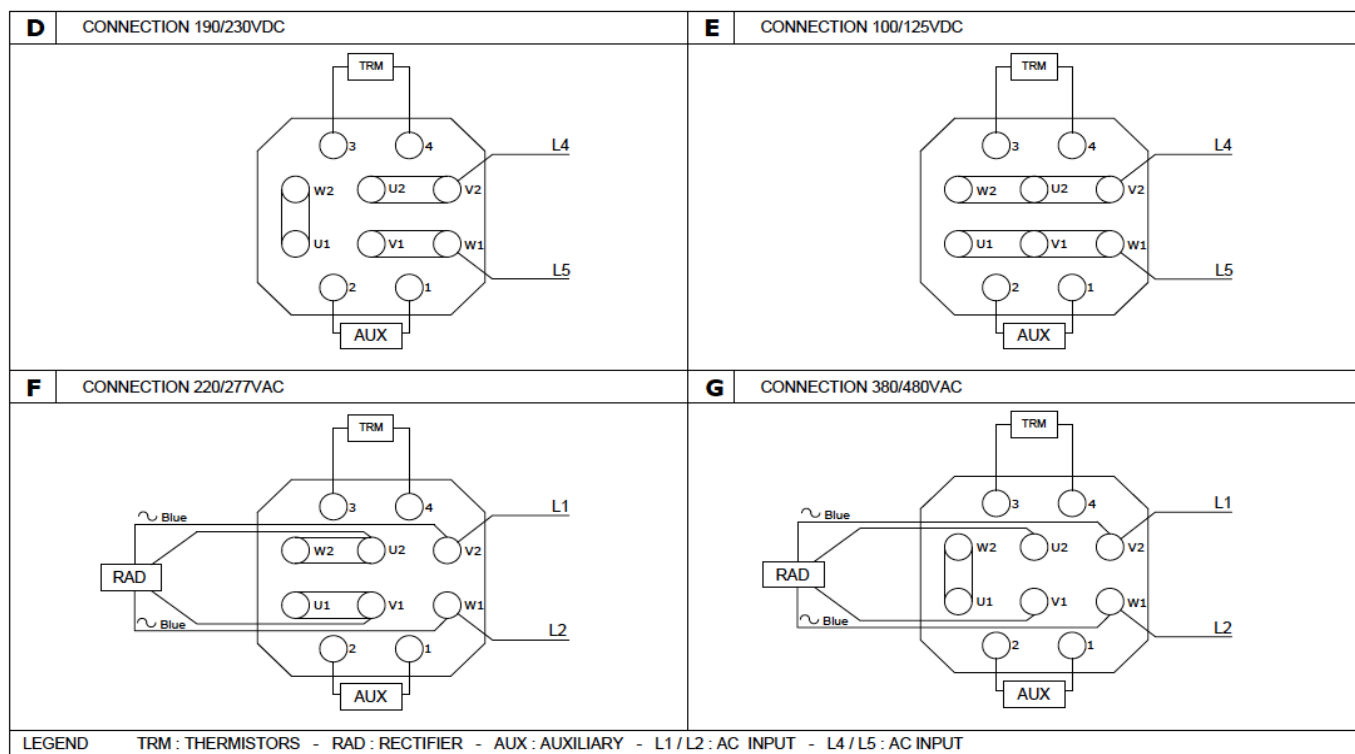 D CONNECTION 190/230VDC
TRM
3 4
L4
W2 U2 V2
U1 V1 W1
L5
2 1
AUX
E CONNECTION 100/125VDC
TRM
3 4
L4
W2 U2 V2
U1 V1 W1
L5
2 1
AUX
F CONNECTION 220/277VAC
TRM
3 4
L1
Blue
W2 U2 V2
RAD
U1 V1 W1
Blue
L2
2 1
AUX
G CONNECTION 380/480VAC
TRM
3 4
L1
Blue
W2 U2 V2
RAD
U1 V1 W1
Blue
L2
2 1
AUX
LEGEND TRM : THERMISTORS - RAD : RECTIFIER - AUX : AUXILIARY - L1 / L2 : AC INPUT - L4 / L5 : AC INPUT